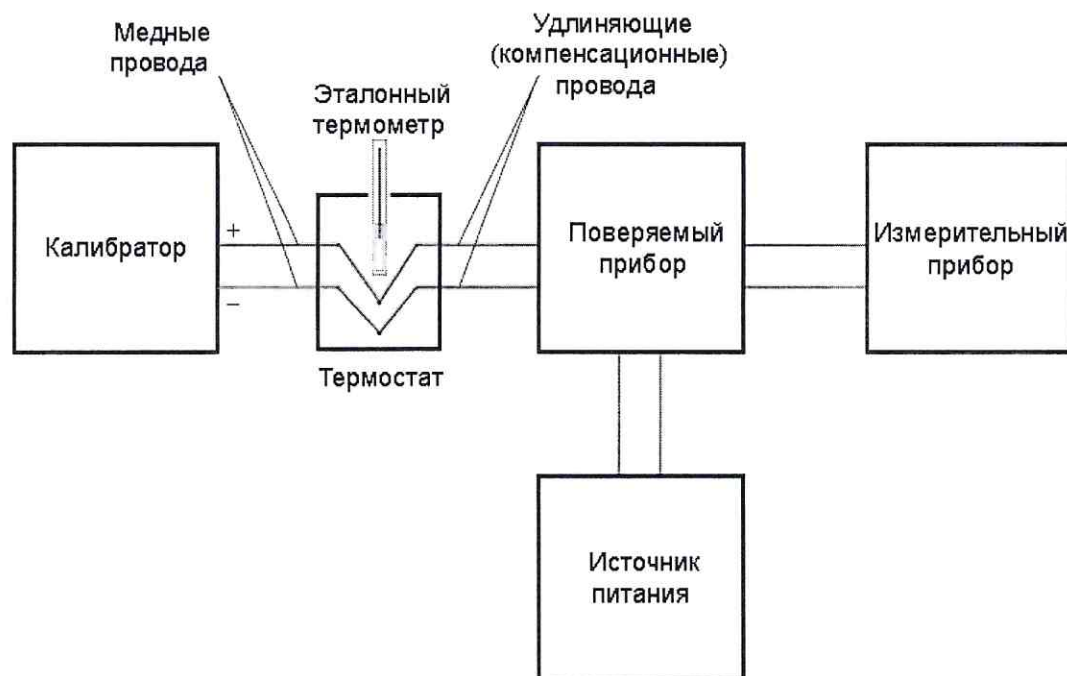 Медные
провода
Удлиняющие
(компенсационные)
провода
Эталонный
термометр
Калибратор
+
–
Термостат
Поверяемый
прибор
Измерительный
прибор
Источник
питания